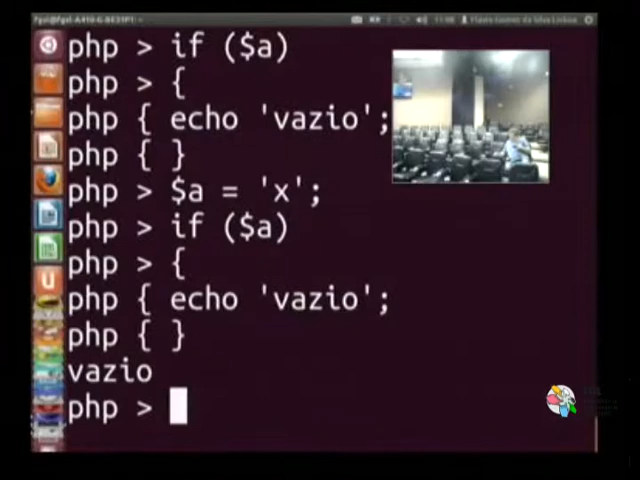 php > if ($a)
php > {
php { echo 'vazio';
php { }
php > $a = 'x';
php > if ($a)
php > {
php { echo 'vazio';
php { }
vazio
php >